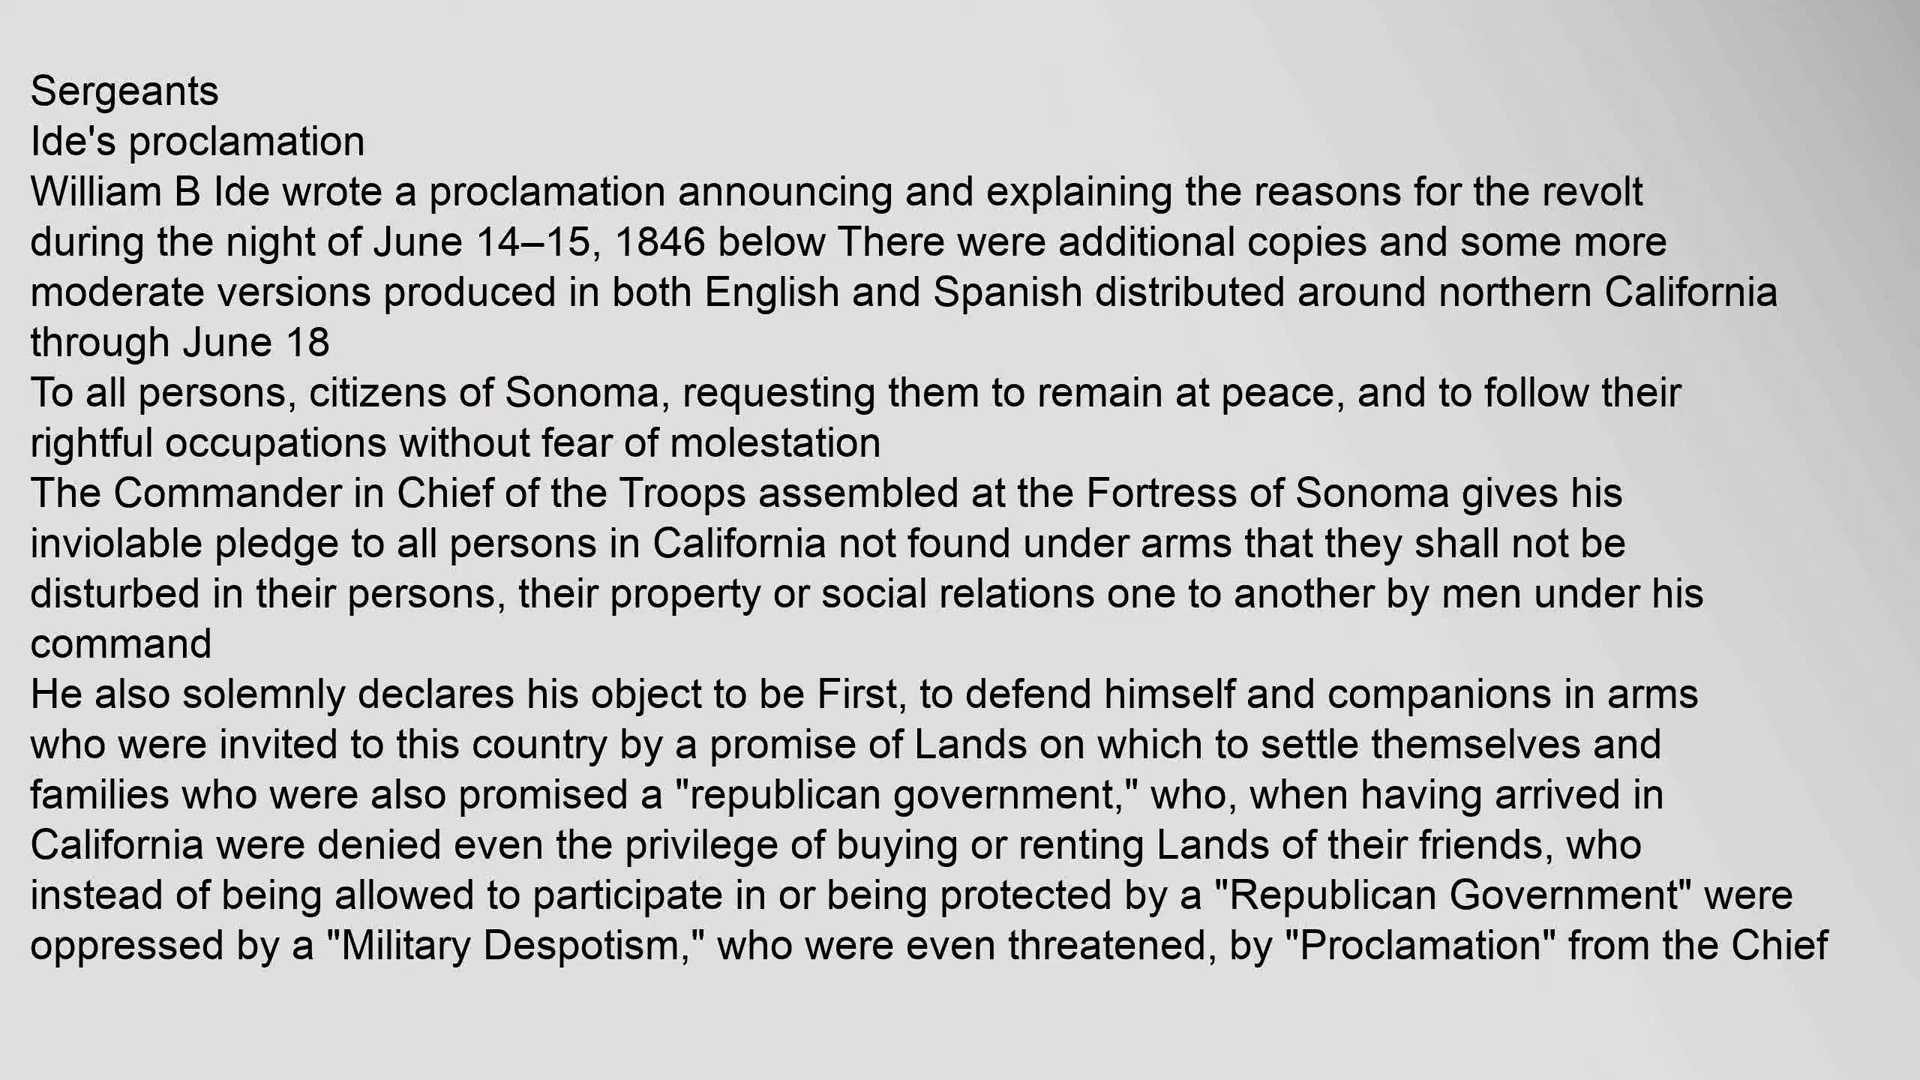 Sergeants
Ide's proclamation
William B Ide wrote a proclamation announcing and explaining the reasons for the revolt
during the night of June 14–15, 1846 below There were additional copies and some more
moderate versions produced in both English and Spanish distributed around northern California
through June 18
To all persons, citizens of Sonoma, requesting them to remain at peace, and to follow their
rightful occupations without fear of molestation
The Commander in Chief of the Troops assembled at the Fortress of Sonoma gives his
inviolable pledge to all persons in California not found under arms that they shall not be
disturbed in their persons, their property or social relations one to another by men under his
command
He also solemnly declares his object to be First, to defend himself and companions in arms
who were invited to this country by a promise of Lands on which to settle themselves and
families who were also promised a "republican government," who, when having arrived in
California were denied even the privilege of buying or renting Lands of their friends, who
instead of being allowed to participate in or being protected by a "Republican Government" were
oppressed by a "Military Despotism," who were even threatened, by "Proclamation" from the Chief